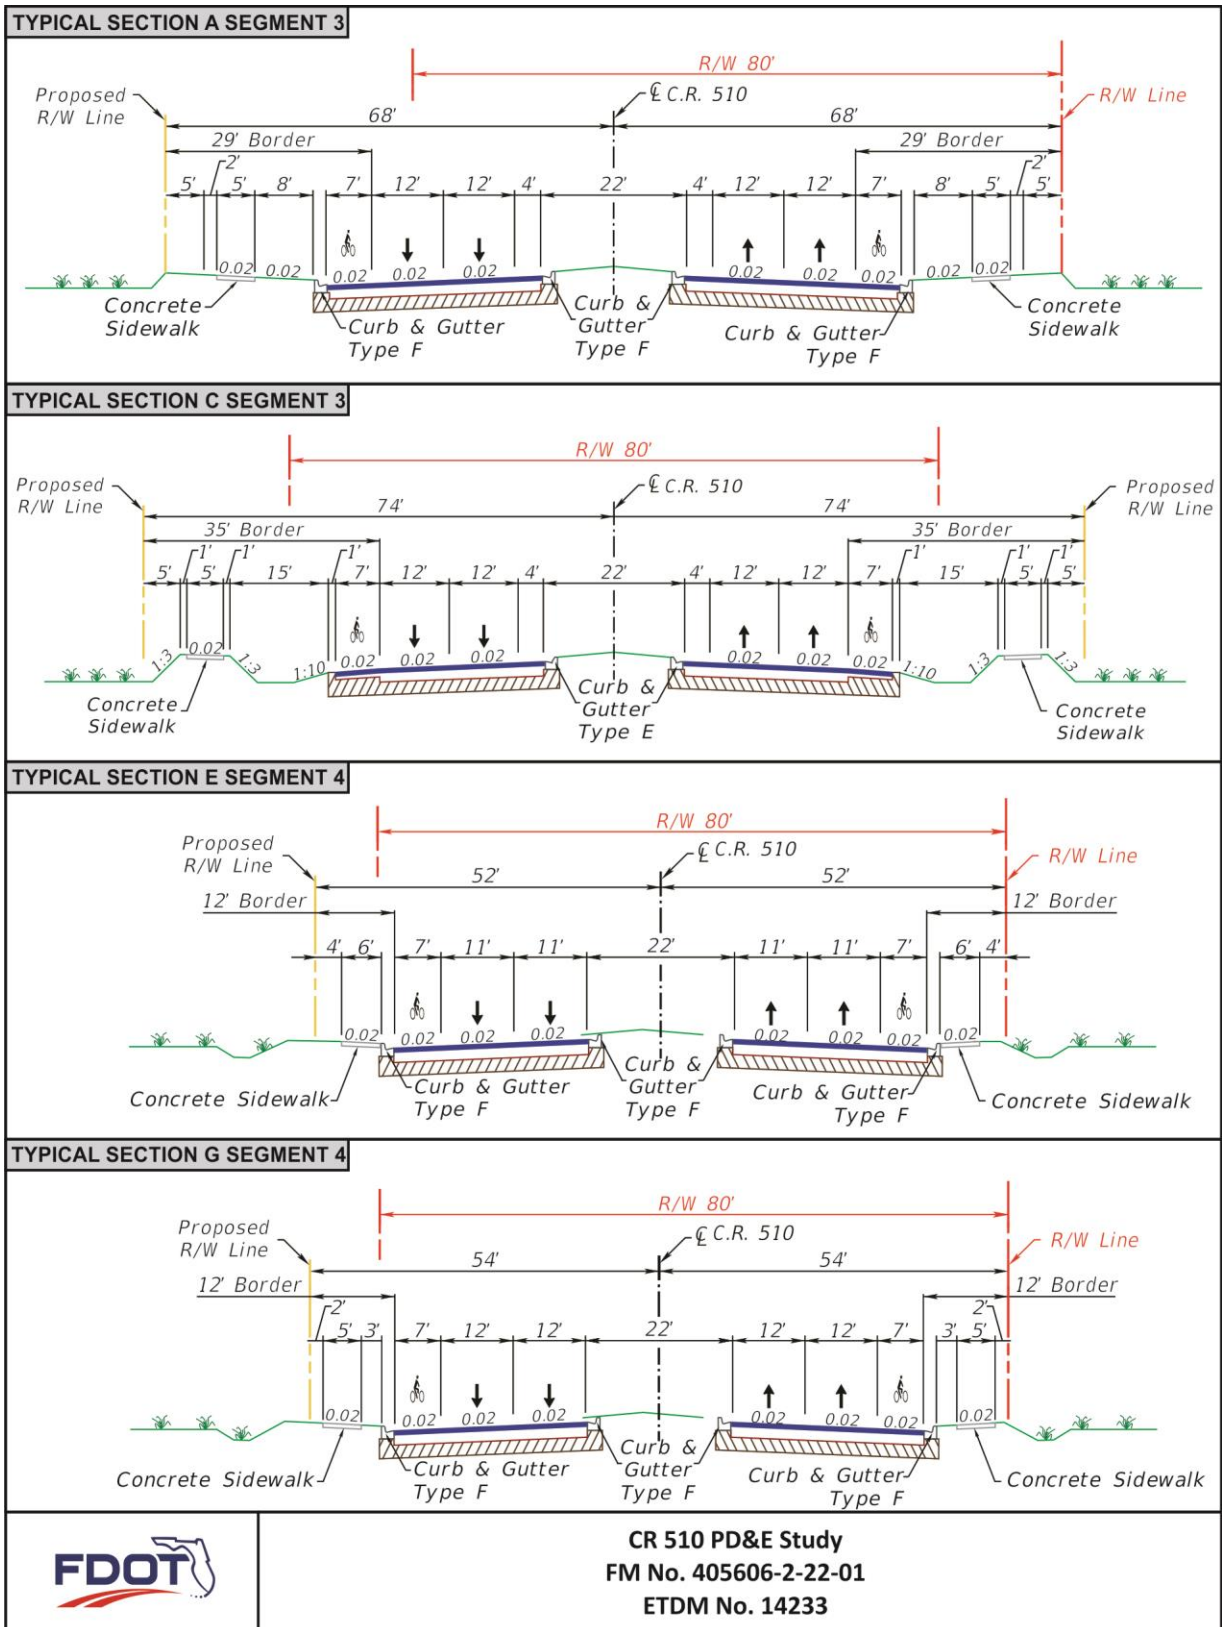 TYPICAL SECTION A SEGMENT 3
R/W 80'
Proposed
R/W Line
℄ C.R. 510
R/W Line
68' 68'
29' Border 29' Border
2' 2'
5' 5' 8' 7' 12' 12' 4' 22' 4' 12' 12' 7' 8' 5' 5'
0.02 0.02 0.02 0.02 0.02 0.02 0.02 0.02 0.02 0.02
Concrete
Sidewalk
Curb & Gutter
Type F
Curb &
Gutter
Type F
Curb & Gutter
Type F
Concrete
Sidewalk
TYPICAL SECTION C SEGMENT 3
R/W 80'
Proposed
R/W Line
℄ C.R. 510
Proposed
R/W Line
74' 74'
35' Border 35' Border
1' 1' 1' 1' 1' 1'
5' 5' 15' 7' 12' 12' 4' 22' 4' 12' 12' 7' 15' 5' 5'
1:3 0.02 1:3 1:10 0.02 0.02 0.02 0.02 0.02 0.02 1:10 1:3 0.02 1:3
Concrete
Sidewalk
Curb &
Gutter
Type E
Concrete
Sidewalk
TYPICAL SECTION E SEGMENT 4
R/W 80'
Proposed
R/W Line
℄ C.R. 510
R/W Line
52' 52'
12' Border 12' Border
4' 6' 7' 11' 11' 22' 11' 11' 7' 6' 4'
0.02 0.02 0.02 0.02 0.02 0.02 0.02 0.02
Concrete Sidewalk
Curb & Gutter
Type F
Curb &
Gutter
Type F
Curb & Gutter
Type F
Concrete Sidewalk
TYPICAL SECTION G SEGMENT 4
R/W 80'
Proposed
R/W Line
℄ C.R. 510
R/W Line
54' 54'
12' Border 12' Border
2' 2'
5' 3' 7' 12' 12' 22' 12' 12' 7' 3' 5'
0.02 0.02 0.02 0.02 0.02 0.02 0.02 0.02
Concrete Sidewalk
Curb & Gutter
Type F
Curb &
Gutter
Type F
Curb & Gutter
Type F
Concrete Sidewalk
FDOT
CR 510 PD&E Study
FM No. 405606-2-22-01
ETDM No. 14233